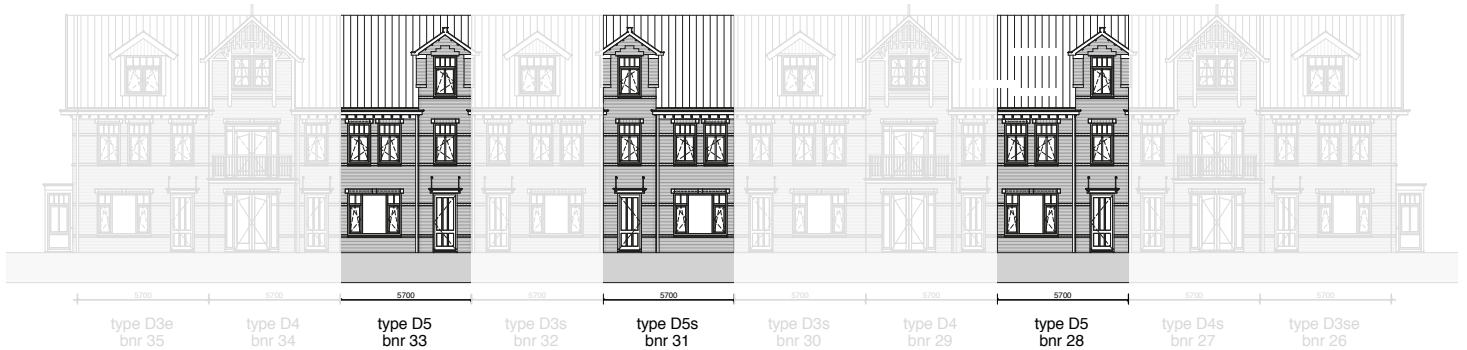 5700 5700 5700 5700 5700 5700 5700 5700 5700 5700
type D3e type D4 type D5 type D3s type D5s type D3s type D4 type D5 type D4s type D3se
bnr 35 bnr 34 bnr 33 bnr 32 bnr 31 bnr 30 bnr 29 bnr 28 bnr 27 bnr 26